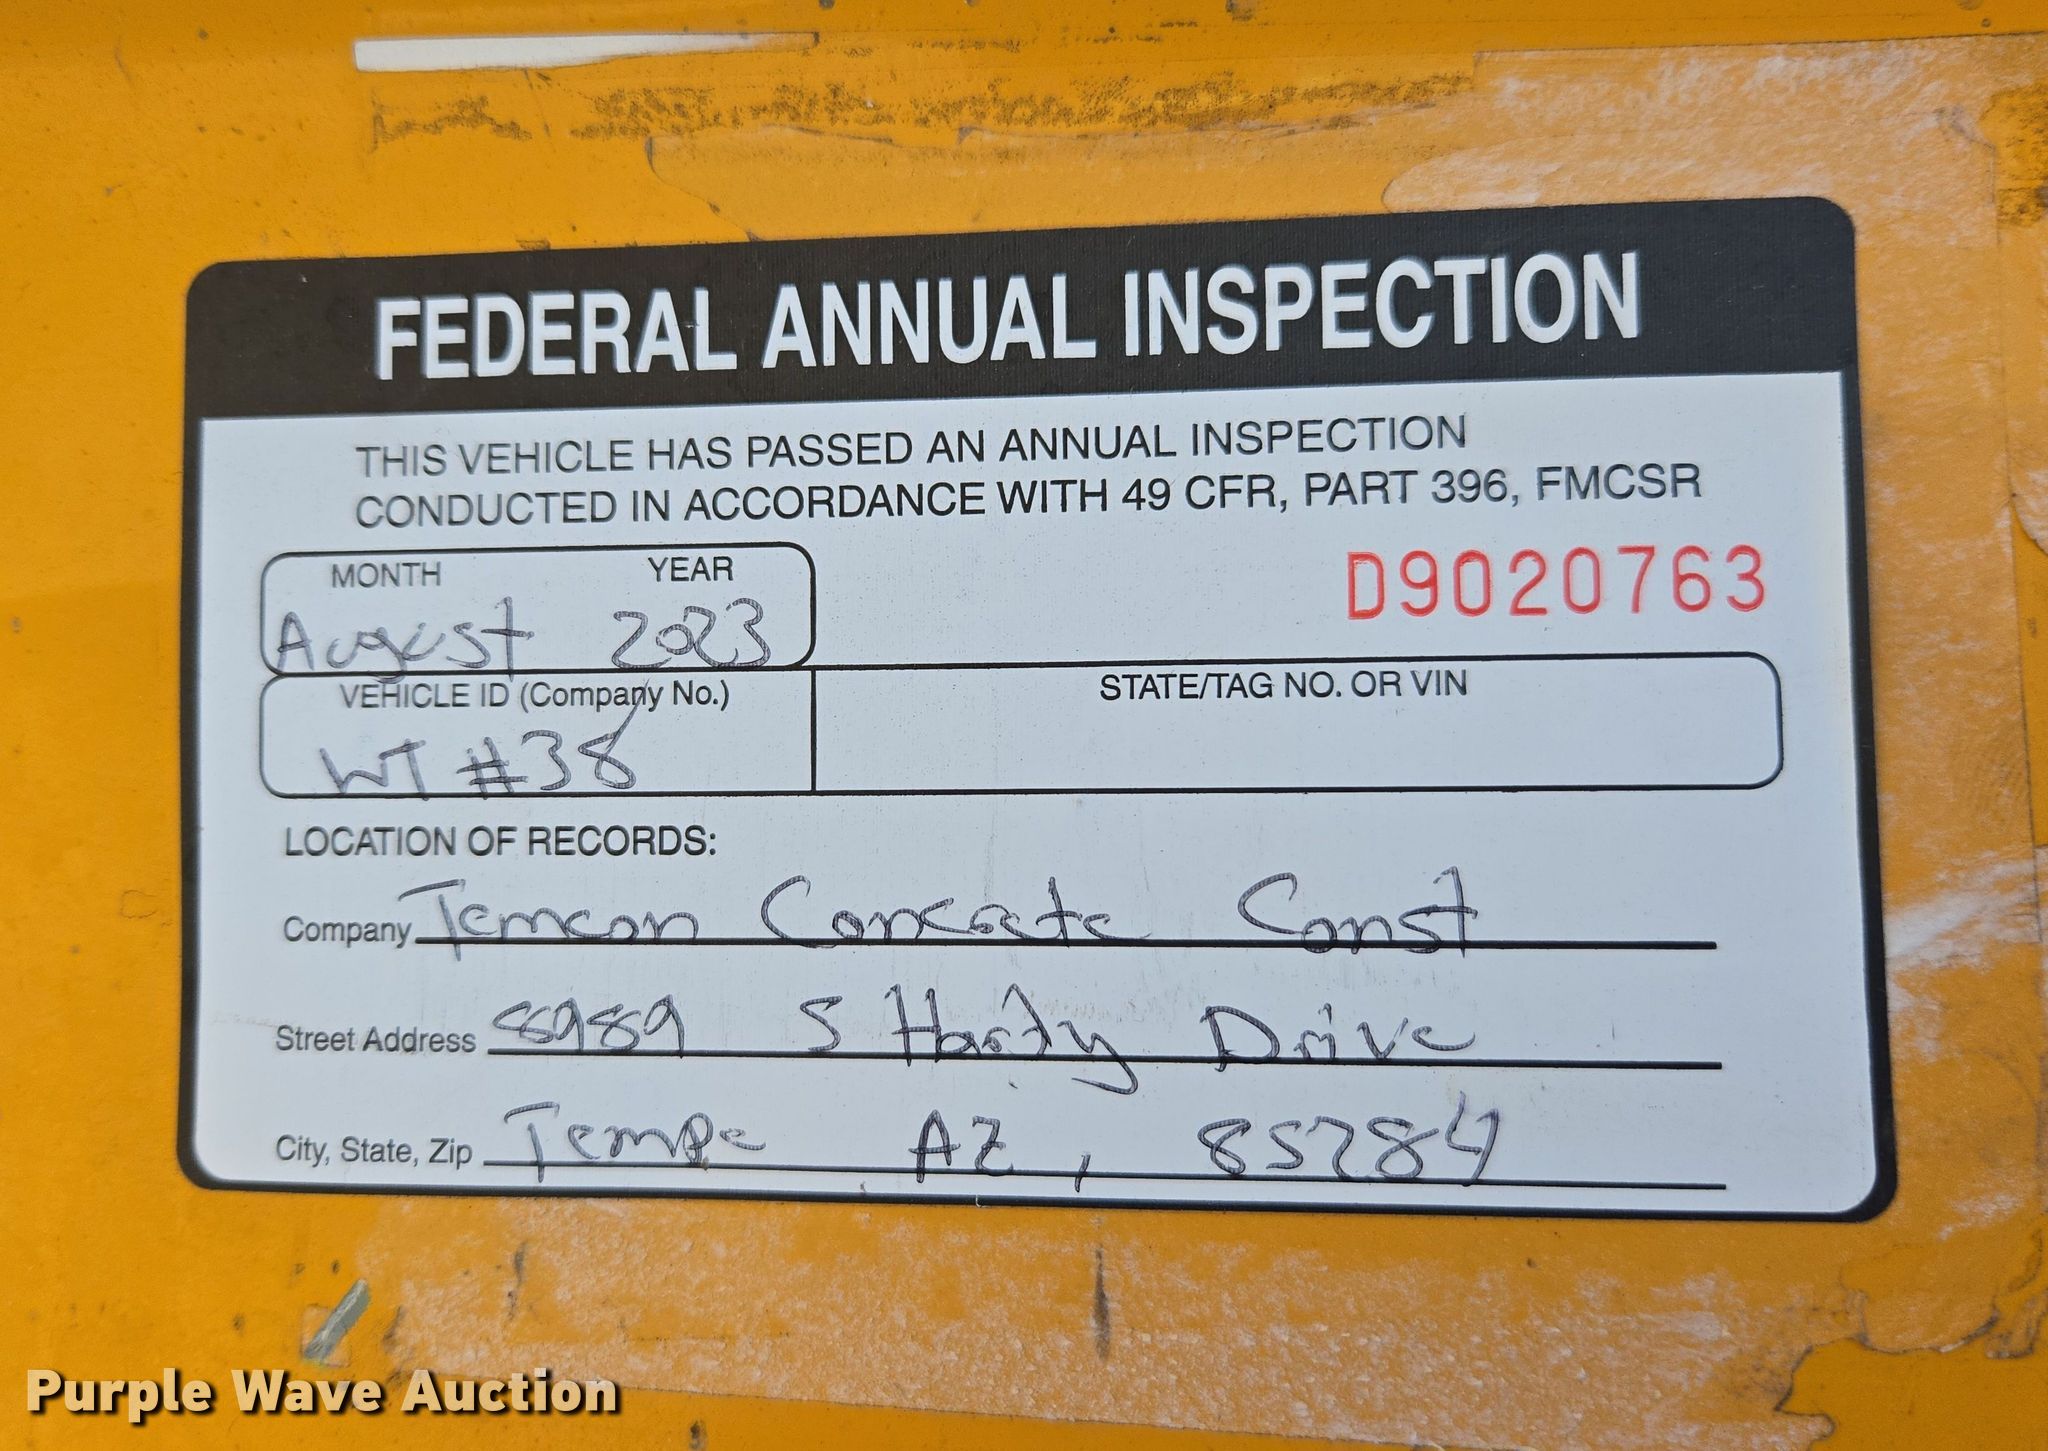 FEDERAL ANNUAL INSPECTION
THIS VEHICLE HAS PASSED AN ANNUAL INSPECTION
CONDUCTED IN ACCORDANCE WITH 49 CFR, PART 396, FMCSR
MONTH YEAR
August 2023
D9020763
VEHICLE ID (Company No.)
WT #38
STATE/TAG NO. OR VIN
LOCATION OF RECORDS:
Company Temcon Concrete Const
Street Address 8989 S Hardy Drive
City, State, Zip Tempe AZ, 85284
Purple Wave Auction